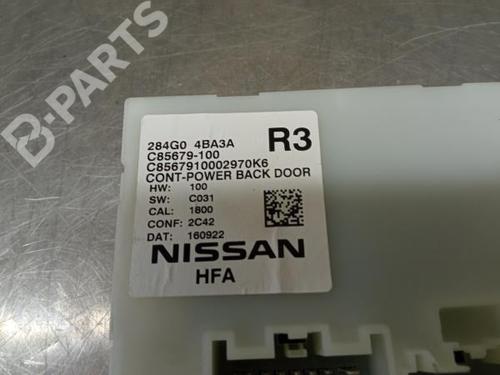 B-PARTS
284G0 4BA3A R3
C85679-100
C8567910002970K6
CONT-POWER BACK DOOR
HW: 100
SW: C031
CAL: 1800
CONF: 2C42
DAT: 160922
NISSAN
HFA